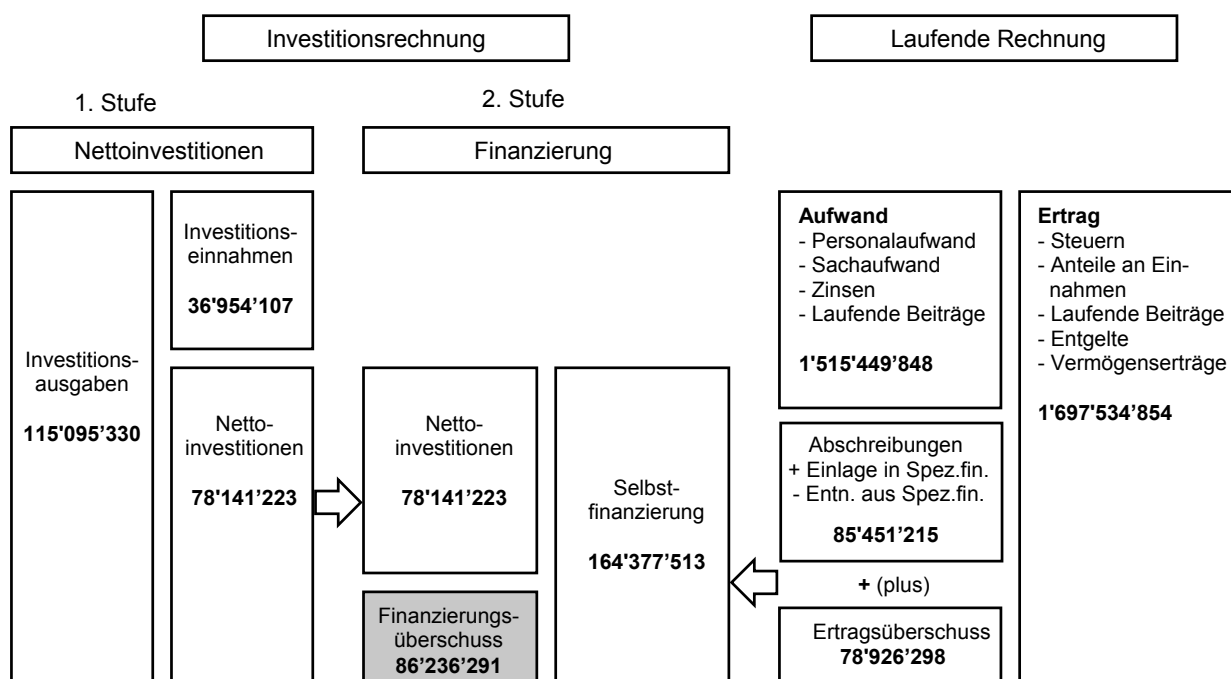 Investitionsrechnung
Laufende Rechnung
1. Stufe
2. Stufe
Nettoinvestitionen
Finanzierung
Investitions-
ausgaben
115'095’330
Investitions-
einnahmen
36'954’107
Netto-
investitionen
78'141’223
Netto-
investitionen
78'141’223
Finanzierungs-
überschuss
86’236’291
Selbst-
finanzierung
164'377’513
Aufwand
- Personalaufwand
- Sachaufwand
- Zinsen
- Laufende Beiträge
1'515'449’848
Abschreibungen
+ Einlage in Spez.fin.
- Entn. aus Spez.fin.
85'451’215
+ (plus)
Ertragsüberschuss
78’926’298
Ertrag
- Steuern
- Anteile an Ein-
nahmen
- Laufende Beiträge
- Entgelte
- Vermögenserträge
1'697'534’854